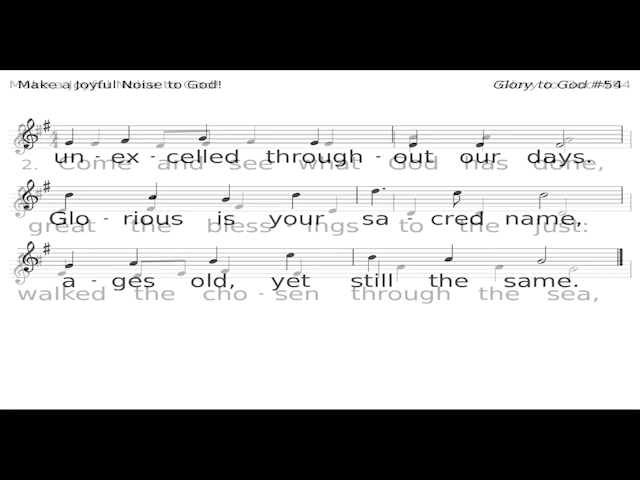 Make a Joyful Noise to God! Glory to God #54
un - ex - celled through - out our days.
2. Come and see what God has done,
Glo - rious is your sa - cred name,
great the bless - ings to the just:
a - ges old, yet still the same.
walked the cho - sen through the sea,